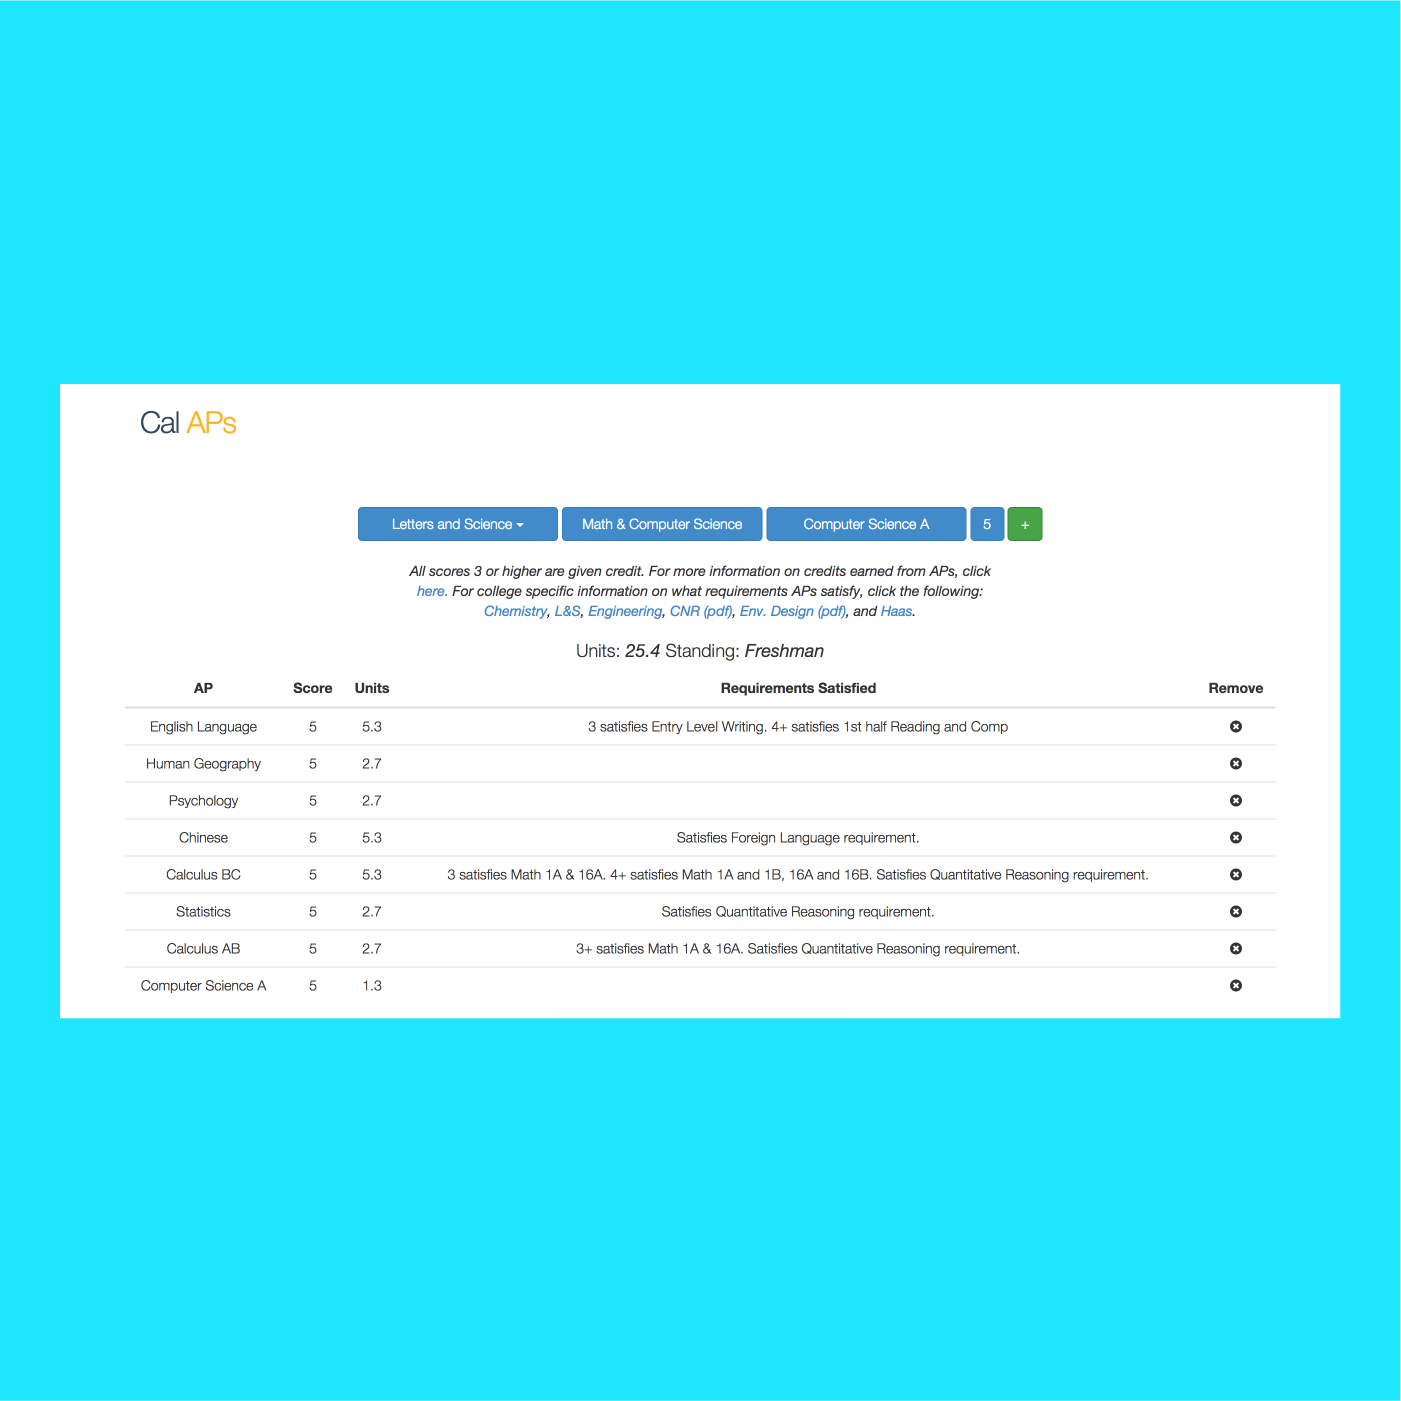 Cal APs
Letters and Science Math & Computer Science Computer Science A 5 +
All scores 3 or higher are given credit. For more information on credits earned from APs, click
here. For college specific information on what requirements APs satisfy, click the following:
Chemistry, L&S, Engineering, CNR (pdf), Env. Design (pdf), and Haas.
Units: 25.4 Standing: Freshman
AP Score Units Requirements Satisfied Remove
English Language 5 5.3 3 satisfies Entry Level Writing. 4+ satisfies 1st half Reading and Comp
Human Geography 5 2.7
Psychology 5 2.7
Chinese 5 5.3 Satisfies Foreign Language requirement.
Calculus BC 5 5.3 3 satisfies Math 1A & 16A. 4+ satisfies Math 1A and 1B, 16A and 16B. Satisfies Quantitative Reasoning requirement.
Statistics 5 2.7 Satisfies Quantitative Reasoning requirement.
Calculus AB 5 2.7 3+ satisfies Math 1A & 16A. Satisfies Quantitative Reasoning requirement.
Computer Science A 5 1.3